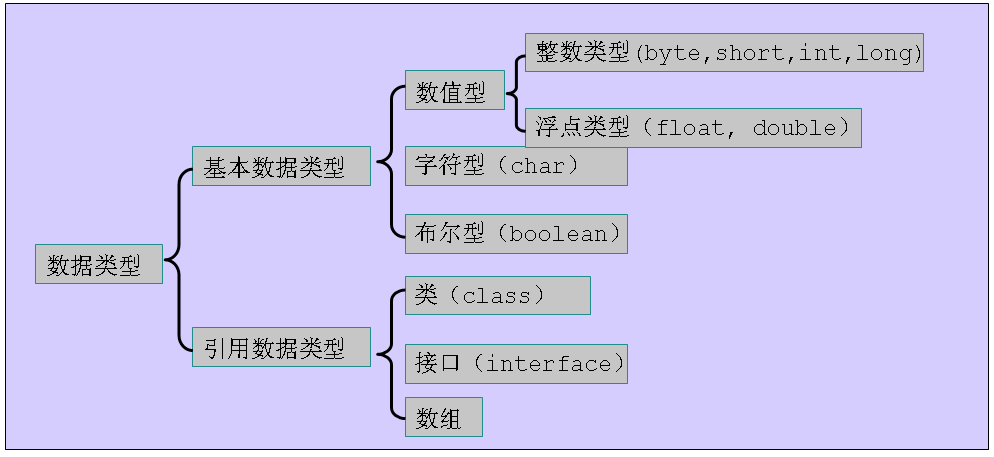 整数类型(byte,short,int,long)
数值型
浮点类型（float, double）
基本数据类型
字符型（char）
布尔型（boolean）
数据类型
类（class）
引用数据类型
接口（interface）
数组